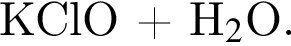 KClO + H₂O.